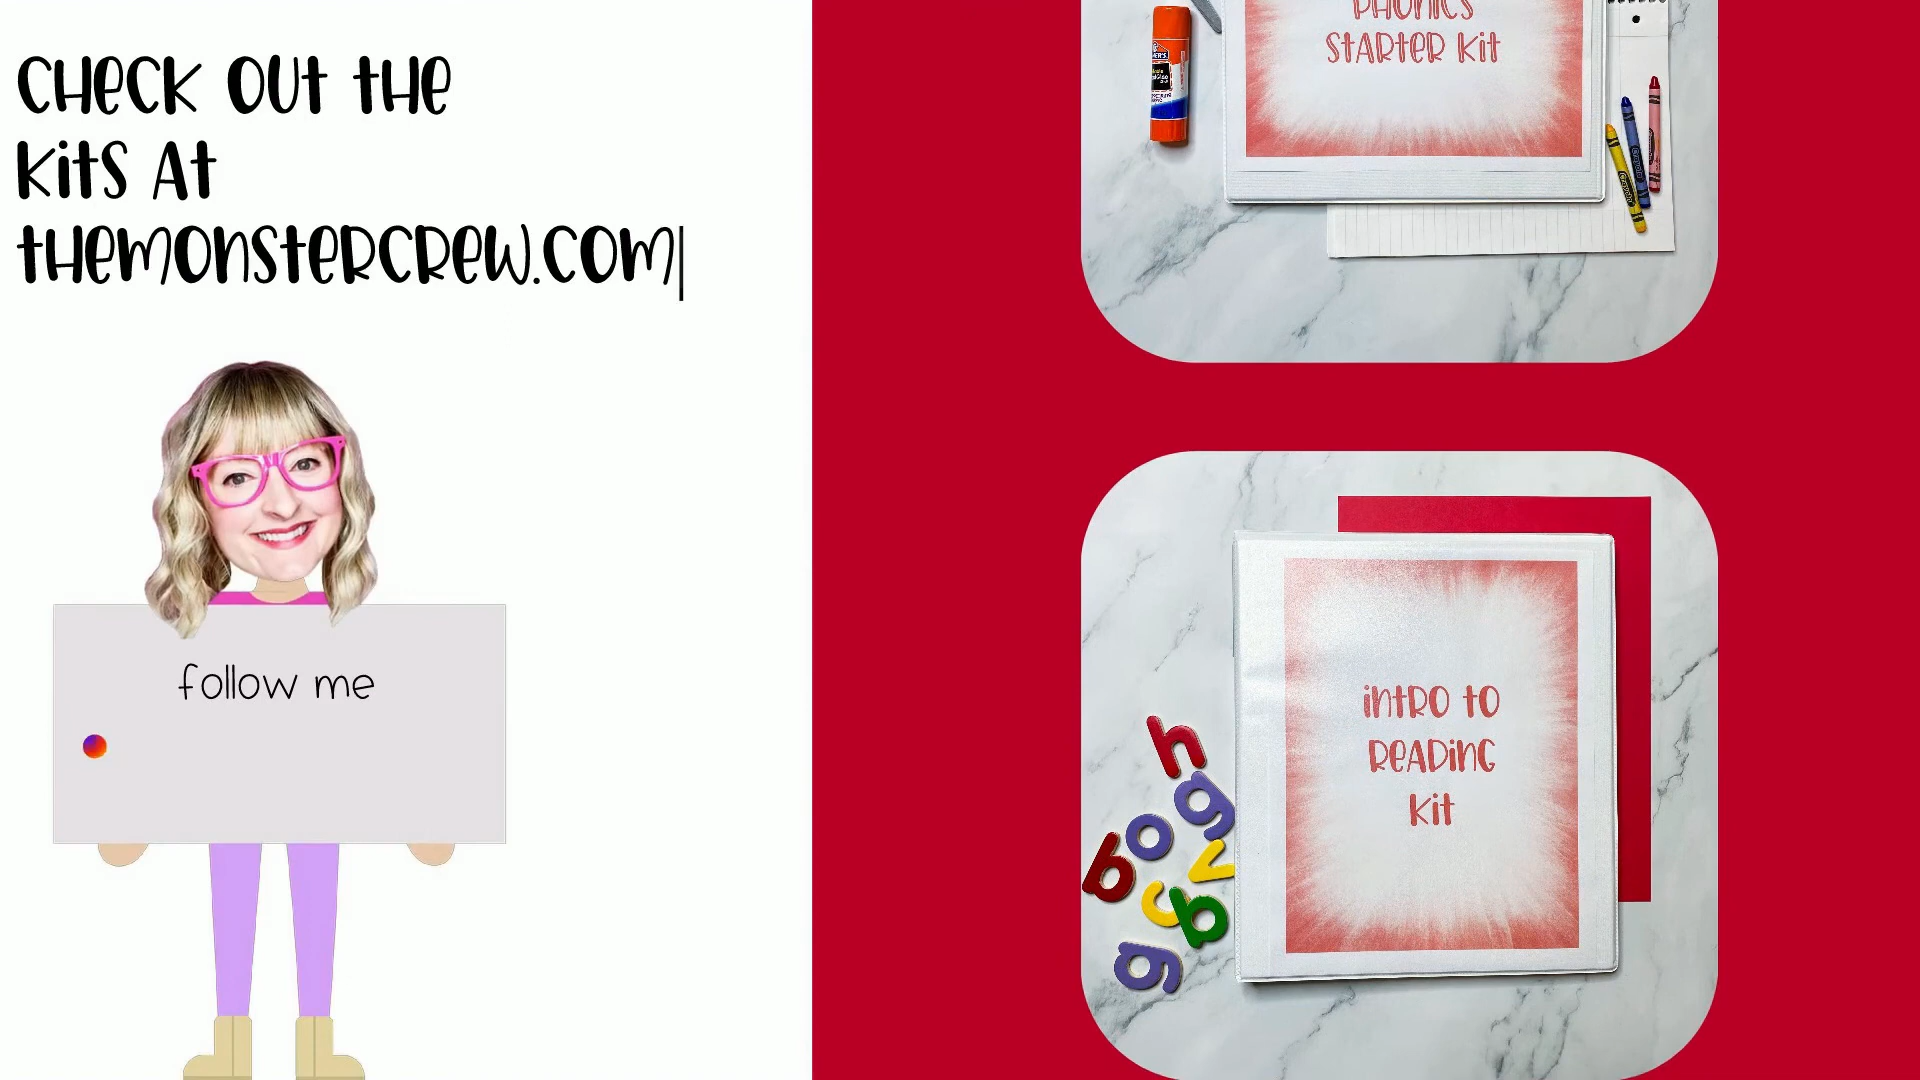 CHECK OUT THE
KITS AT
THEMONSTERCREW.COM
follow me
PHONICS
STARTER KIT
INTRO TO
READING
KIT
h
g
o
b
v
c
b
g